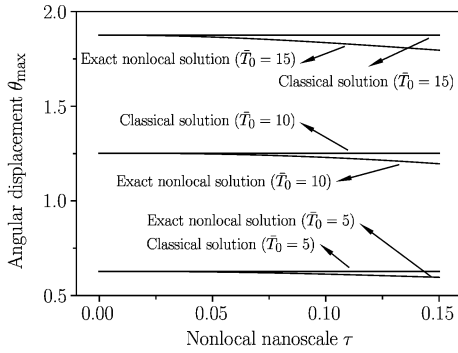 2.0
Exact nonlocal solution (T̄₀ = 15)
Classical solution (T̄₀ = 15)
1.5
Classical solution (T̄₀ = 10)
Angular displacement θmax
1.0
Exact nonlocal solution (T̄₀ = 10)
Exact nonlocal solution (T̄₀ = 5)
Classical solution (T̄₀ = 5)
0.5
0.00 0.05 0.10 0.15
Nonlocal nanoscale τ